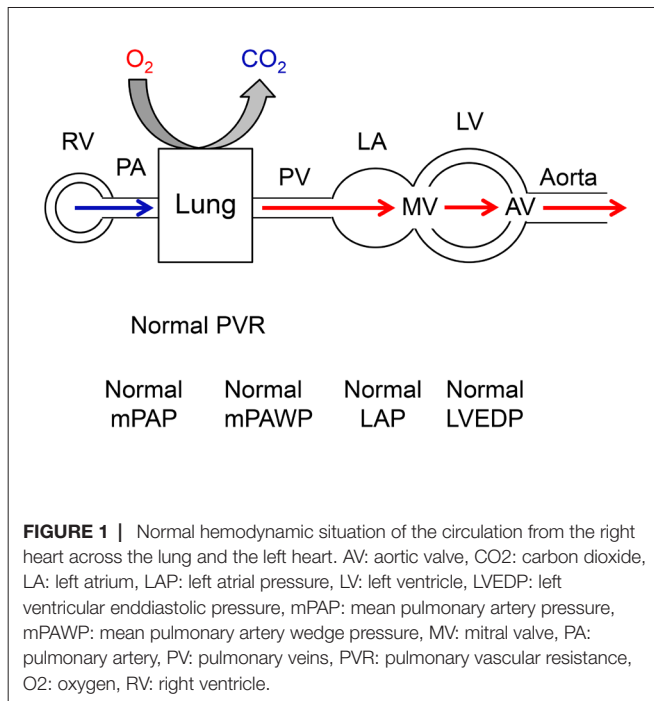 O2 CO2
RV PA PV LA LV Aorta
Lung MV AV
Normal PVR
Normal Normal Normal Normal
mPAP mPAWP LAP LVEDP
FIGURE 1 | Normal hemodynamic situation of the circulation from the right
heart across the lung and the left heart. AV: aortic valve, CO2: carbon dioxide,
LA: left atrium, LAP: left atrial pressure, LV: left ventricle, LVEDP: left
ventricular enddiastolic pressure, mPAP: mean pulmonary artery pressure,
mPAWP: mean pulmonary artery wedge pressure, MV: mitral valve, PA:
pulmonary artery, PV: pulmonary veins, PVR: pulmonary vascular resistance,
O2: oxygen, RV: right ventricle.